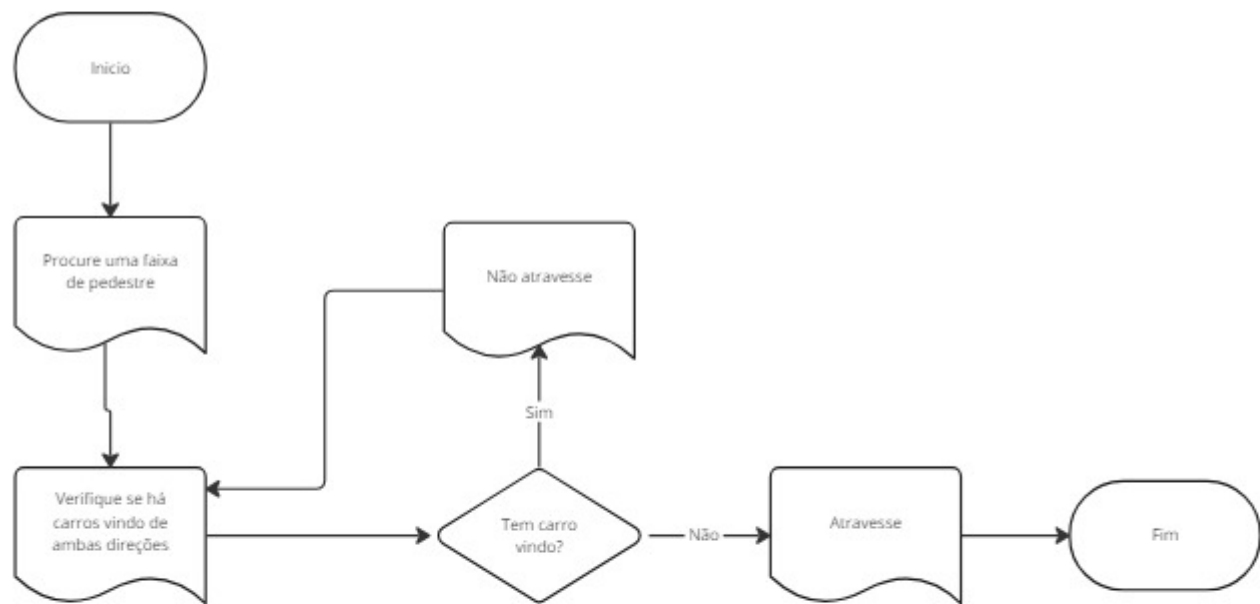 Inicio
Procure uma faixa
de pedestre
Não atravesse
Sim
Verifique se há
carros vindo de
ambas direções
Tem carro
vindo?
Não
Atravesse
Fim